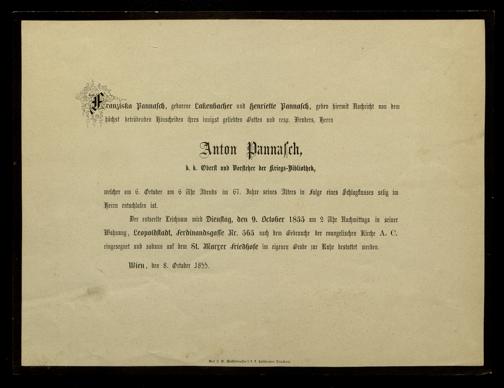 Franziska Pannasch, geborene Lakenbacher und Henriette Pannasch, geben hiermit Nachricht von dem
höchst betrübenden Hinscheiden ihres innigst geliebten Gattes und resp. Bruders, Herrn
Anton Pannasch,
k. k. Oberst und Vorsteher der Kriegs-Bibliothek,
welcher am 6. October um 6 Uhr Abends im 67. Jahre seines Alters in Folge eines Schlagflusses selig im
Herrn entschlafen ist.
Der entseelte Leichnam wird Dienstag, den 9. October 1855 um 2 Uhr Nachmittags in seiner
Wohnung, Leopoldstadt, Ferdinandsgasse Nr. 565 nach dem Gebrauche der evangelischen Kirche A. C.
eingesegnet und sodann auf dem St. Marxer Friedhofe im eigenen Grabe zur Ruhe bestattet werden.
Wien, den 8. October 1855.